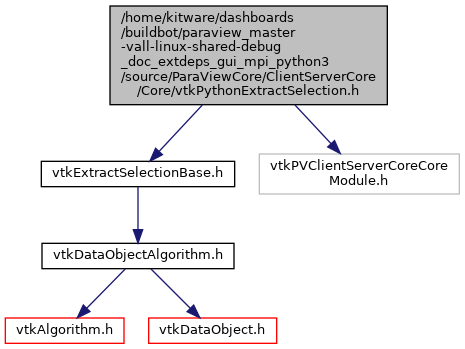 /home/kitware/dashboards
/buildbot/paraview_master
-vall-linux-shared-debug
_doc_extdeps_gui_mpi_python3
/source/ParaViewCore/ClientServerCore
/Core/vtkPythonExtractSelection.h
vtkExtractSelectionBase.h
vtkPVClientServerCoreCore
Module.h
vtkDataObjectAlgorithm.h
vtkAlgorithm.h
vtkDataObject.h